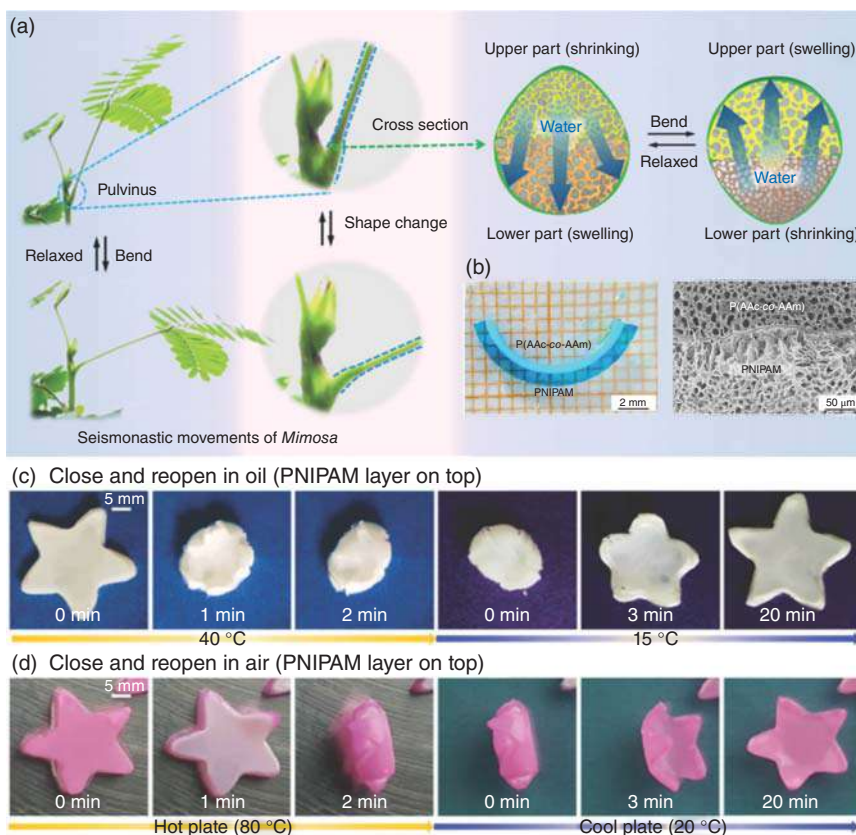 (a)
Upper part (shrinking)
Upper part (swelling)
Cross section
Water
Bend
Relaxed
Water
Pulvinus
Shape change
Relaxed
Bend
Lower part (swelling)
Lower part (shrinking)
(b)
P(AAc-co-AAm)
PNIPAM
2 mm
P(AAc-co-AAm)
PNIPAM
50 μm
Seismonastic movements of Mimosa
(c) Close and reopen in oil (PNIPAM layer on top)
5 mm
0 min
1 min
2 min
0 min
3 min
20 min
40 °C
15 °C
(d) Close and reopen in air (PNIPAM layer on top)
5 mm
0 min
1 min
2 min
0 min
3 min
20 min
Hot plate (80 °C)
Cool plate (20 °C)